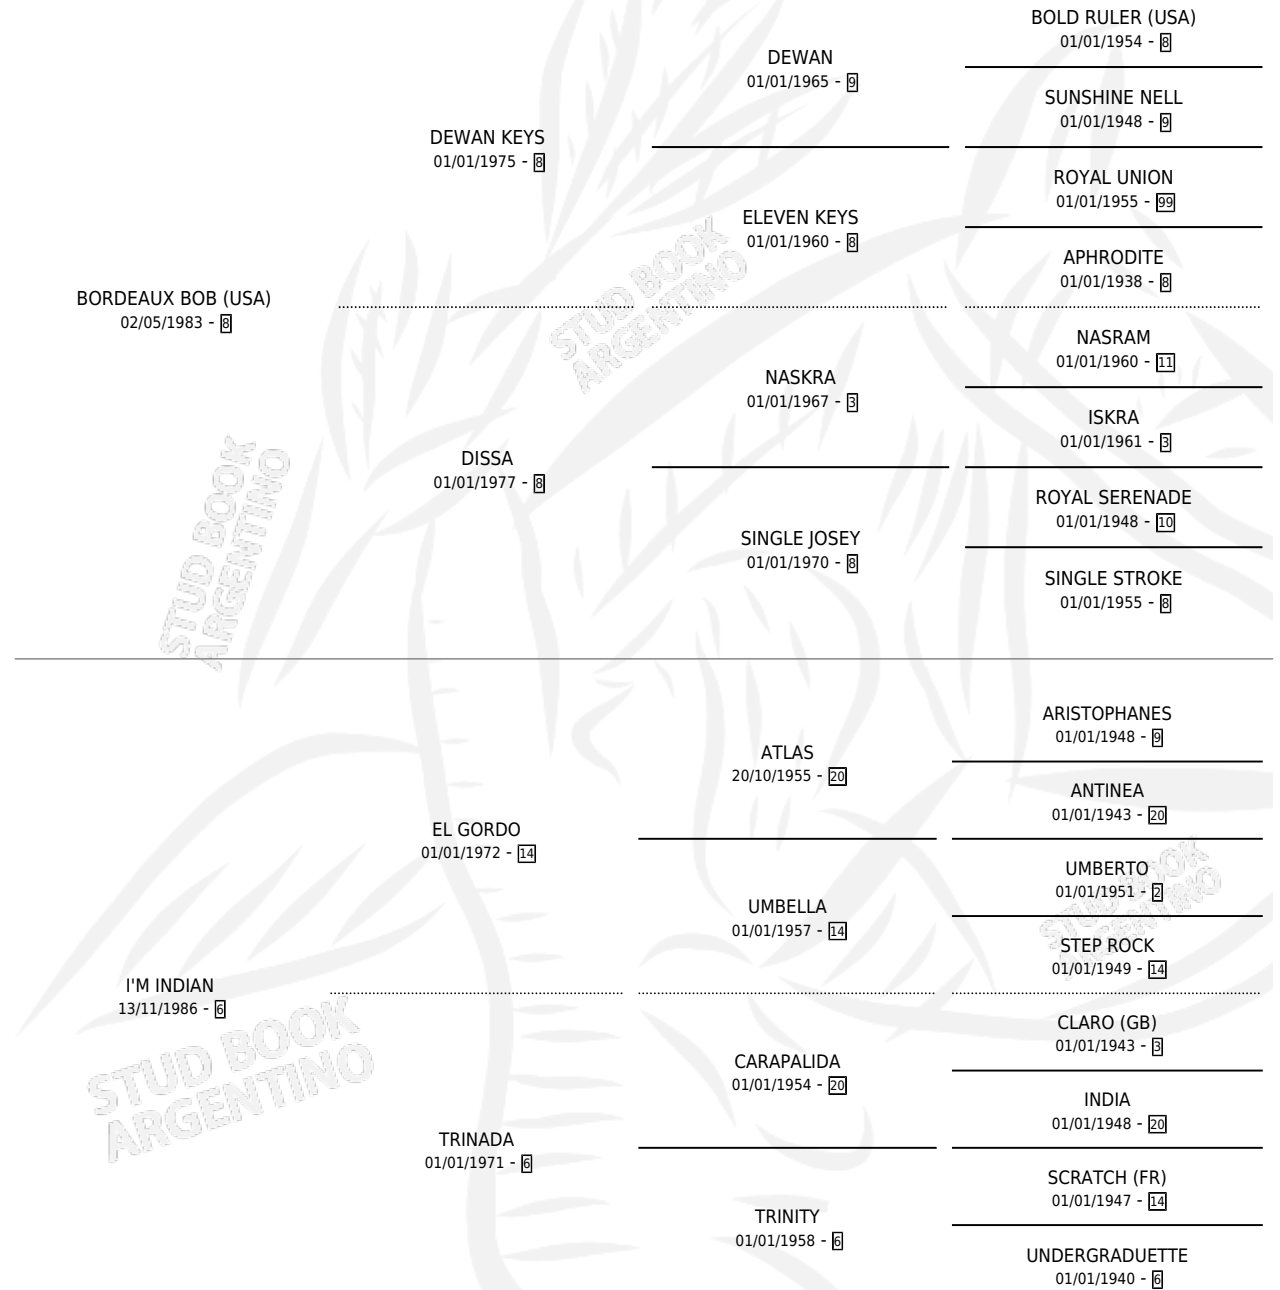 BOLD RULER (USA)
01/01/1954 - 8
DEWAN
01/01/1965 - 9
SUNSHINE NELL
01/01/1948 - 9
DEWAN KEYS
01/01/1975 - 8
ROYAL UNION
01/01/1955 - 99
ELEVEN KEYS
01/01/1960 - 8
APHRODITE
01/01/1938 - 8
BORDEAUX BOB (USA)
02/05/1983 - 8
STUD BOOK
ARGENTINO
NASRAM
01/01/1960 - 11
NASKRA
01/01/1967 - 3
ISKRA
01/01/1961 - 3
DISSA
01/01/1977 - 8
ROYAL SERENADE
01/01/1948 - 10
SINGLE JOSEY
01/01/1970 - 8
SINGLE STROKE
01/01/1955 - 8
STUD BOOK
ARGENTINO
ARISTOPHANES
01/01/1948 - 9
ATLAS
20/10/1955 - 20
ANTINEA
01/01/1943 - 20
EL GORDO
01/01/1972 - 14
UMBERTO
01/01/1951 - 2
UMBELLA
01/01/1957 - 14
STEP ROCK
01/01/1949 - 14
STUD BOOK
ARGENTINO
I'M INDIAN
13/11/1986 - 6
CLARO (GB)
01/01/1943 - 3
CARAPALIDA
01/01/1954 - 20
INDIA
01/01/1948 - 20
STUD BOOK
ARGENTINO
TRINADA
01/01/1971 - 6
SCRATCH (FR)
01/01/1947 - 14
TRINITY
01/01/1958 - 6
UNDERGRADUETTE
01/01/1940 - 6